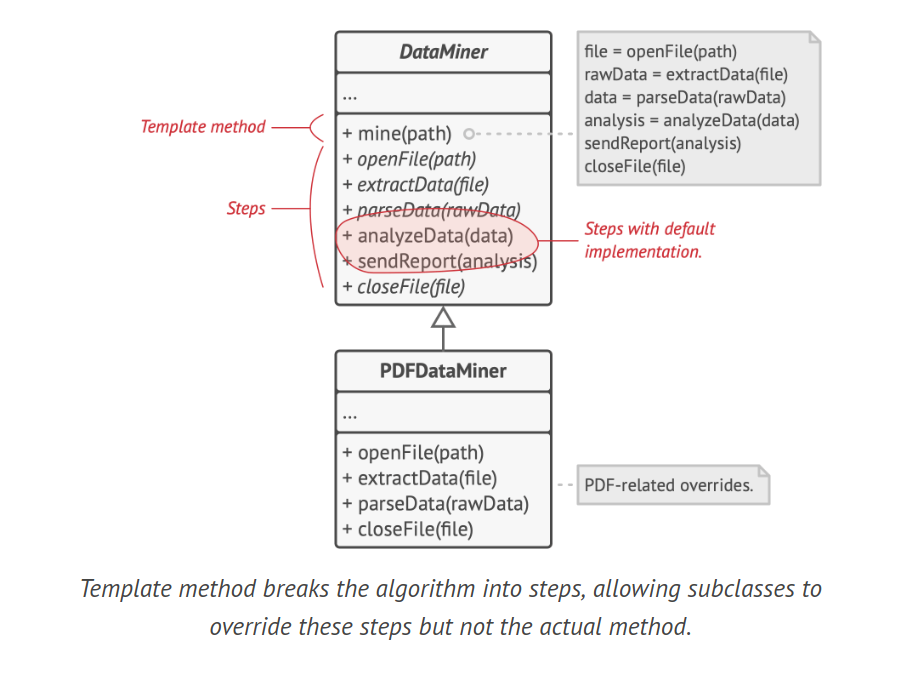 DataMiner
...
Template method
+ mine(path)
+ openFile(path)
+ extractData(file)
Steps
+ parseData(rawData)
+ analyzeData(data)
+ sendReport(analysis)
+ closeFile(file)
file = openFile(path)
rawData = extractData(file)
data = parseData(rawData)
analysis = analyzeData(data)
sendReport(analysis)
closeFile(file)
Steps with default
implementation.
PDFDataMiner
...
+ openFile(path)
+ extractData(file)
+ parseData(rawData)
+ closeFile(file)
PDF-related overrides.
Template method breaks the algorithm into steps, allowing subclasses to
override these steps but not the actual method.